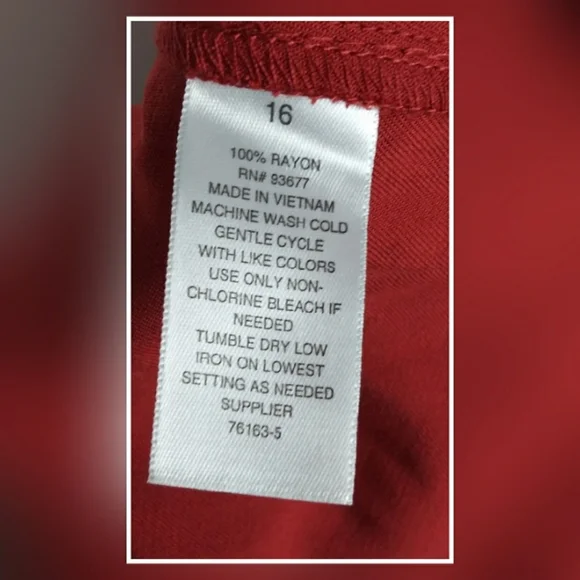 16
100% RAYON
RN# 93677
MADE IN VIETNAM
MACHINE WASH COLD
GENTLE CYCLE
WITH LIKE COLORS
USE ONLY NON-
CHLORINE BLEACH IF
NEEDED
TUMBLE DRY LOW
IRON ON LOWEST
SETTING AS NEEDED
SUPPLIER
76163-5